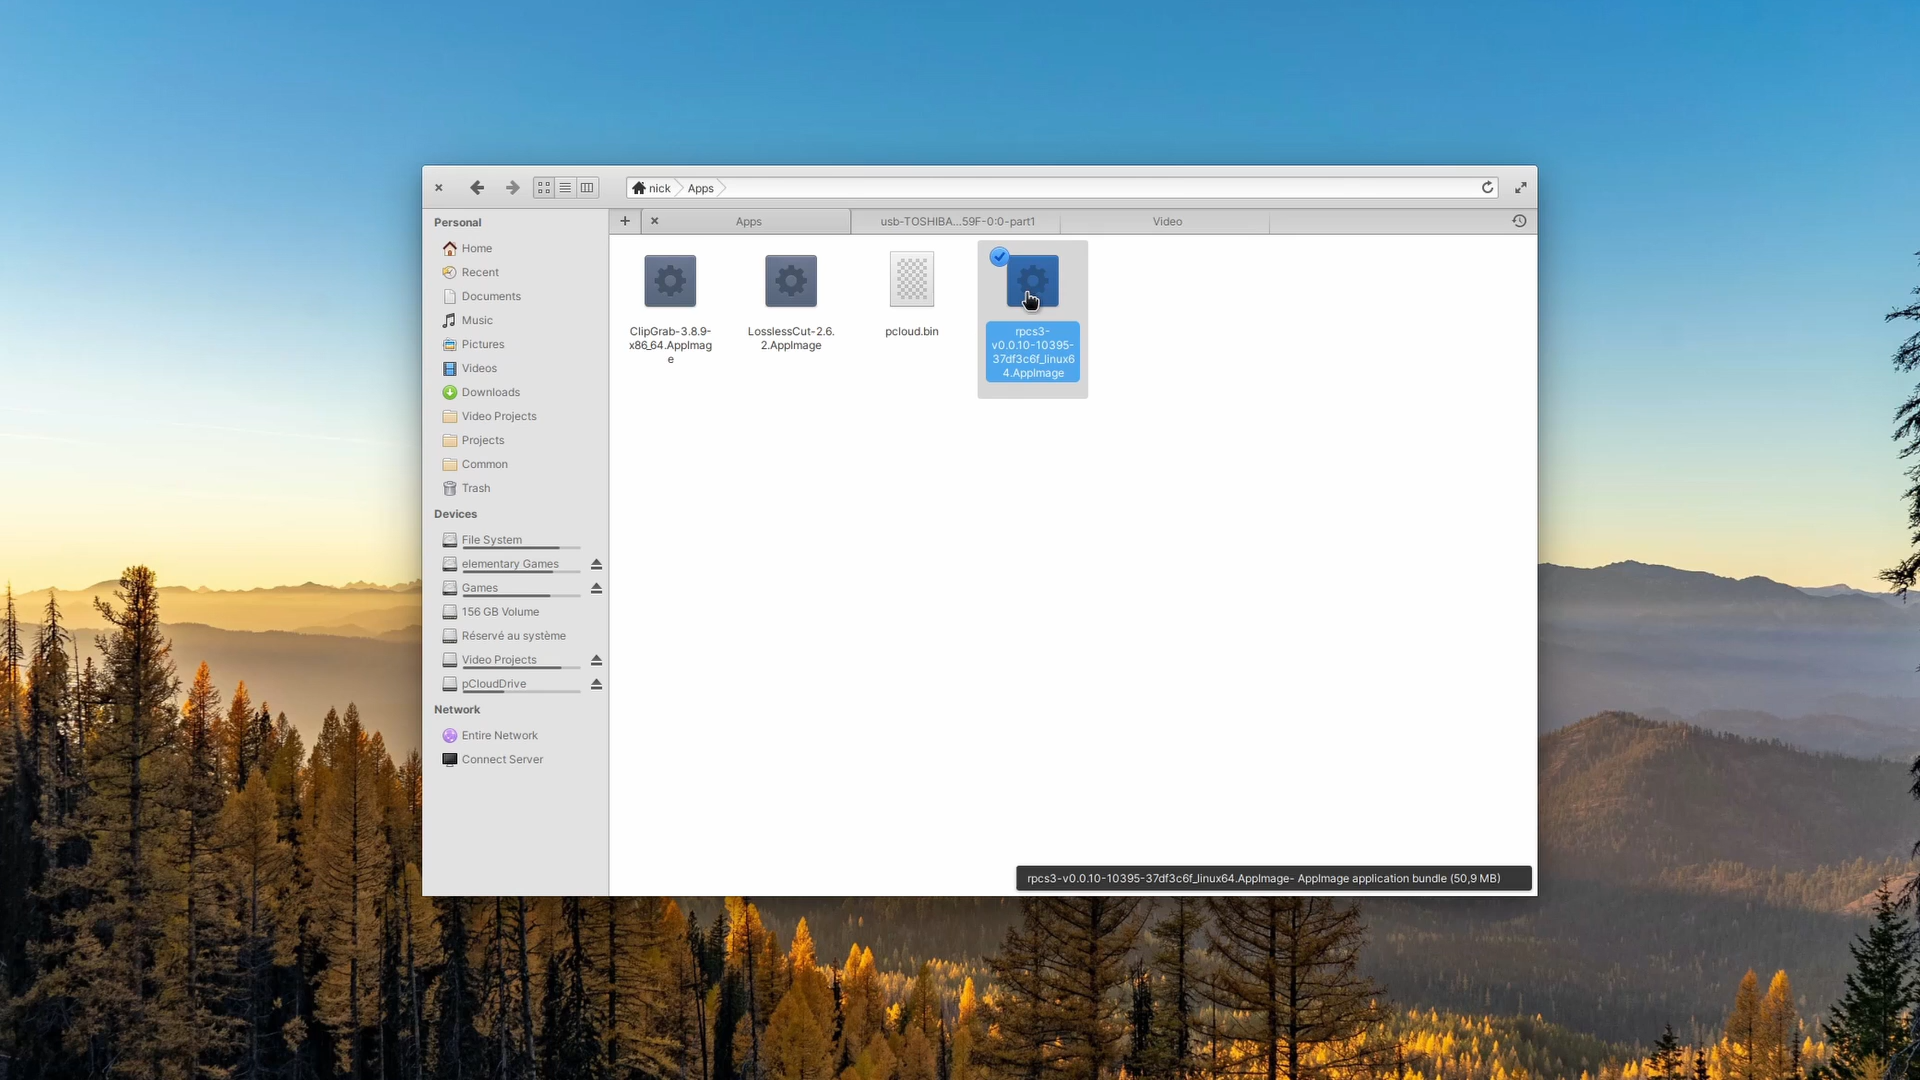 nick Apps
Apps
usb-TOSHIBA...59F-0:0-part1
Video
Personal
Home
Recent
Documents
Music
Pictures
Videos
Downloads
Video Projects
Projects
Common
Trash
Devices
File System
elementary Games
Games
156 GB Volume
Réservé au système
Video Projects
pCloudDrive
Network
Entire Network
Connect Server
ClipGrab-3.8.9-
x86_64.AppImag
e
LosslessCut-2.6.
2.AppImage
pcloud.bin
rpcs3-
v0.0.10-10395-
37df3c6f_linux6
4.AppImage
rpcs3-v0.0.10-10395-37df3c6f_linux64.AppImage- AppImage application bundle (50,9 MB)